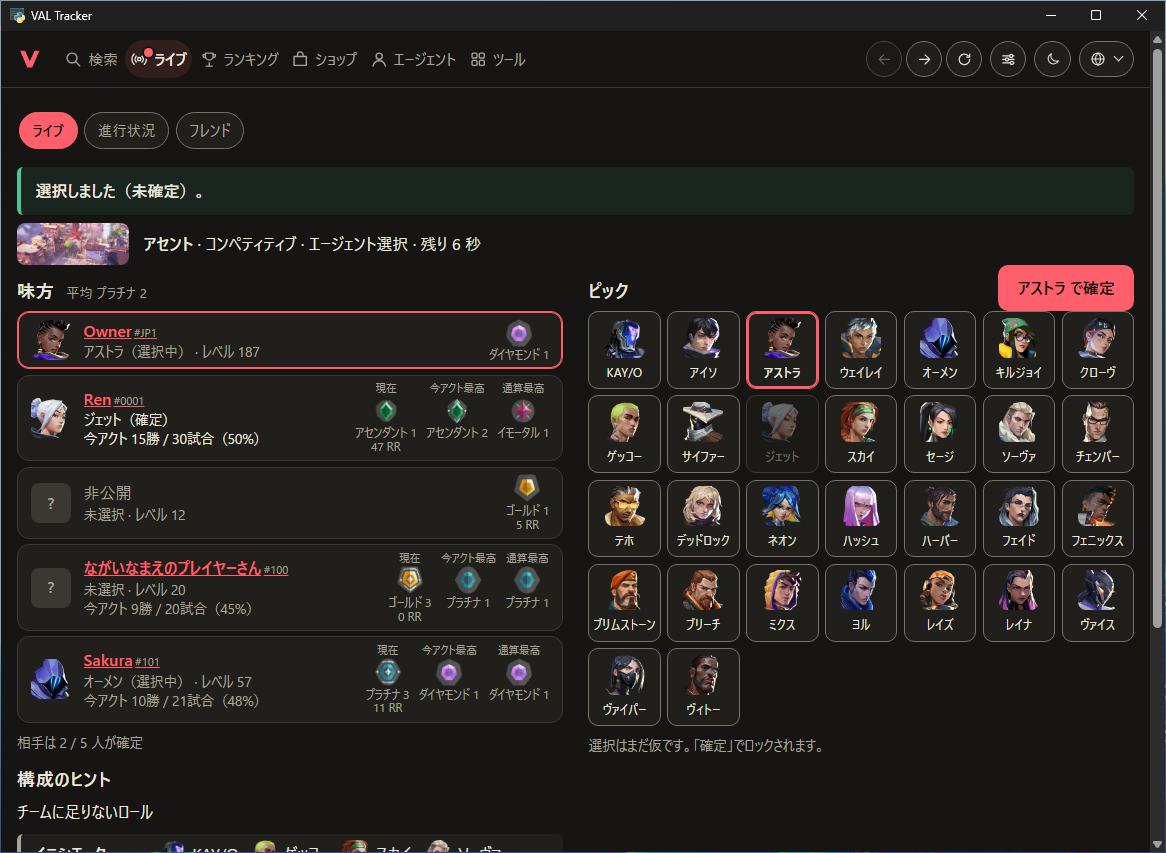 VAL Tracker
検索 ライブ ランキング ショップ エージェント ツール
ライブ 進行状況 フレンド
選択しました（未確定）。
アセント · コンペティティブ · エージェント選択 · 残り 6 秒
味方 平均 プラチナ 2
Owner #JP1
アストラ（選択中） · レベル 187
ダイヤモンド 1
Ren #0001
ジェット（確定）
今アクト 15勝 / 30試合（50%）
現在 今アクト最高 通算最高
アセンダント 1 アセンダント 2 イモータル 1
47 RR
?
非公開
未選択 · レベル 12
ゴールド 1
5 RR
?
ながいなまえのプレイヤーさん #100
未選択 · レベル 20
今アクト 9勝 / 20試合（45%）
現在 今アクト最高 通算最高
ゴールド 3 プラチナ 1 プラチナ 1
0 RR
Sakura #101
オーメン（選択中） · レベル 57
今アクト 10勝 / 21試合（48%）
現在 今アクト最高 通算最高
プラチナ 3 ダイヤモンド 1 ダイヤモンド 1
11 RR
相手は 2 / 5 人が確定
構成のヒント
チームに足りないロール
イニシエータ KAY/O ゲッコー スカイ ソーヴァ
ピック
アストラ で確定
KAY/O アイソ アストラ ウェイレイ オーメン キルジョイ クローヴ
ゲッコー サイファー ジェット スカイ セージ ソーヴァ チェンバー
テホ デッドロック ネオン ハッシュ ハーバー フェイド フェニックス
ブリムストーン ブリーチ ミクス ヨル レイズ レイナ ヴァイス
ヴァイパー ヴィトー
選択はまだ仮です。「確定」でロックされます。